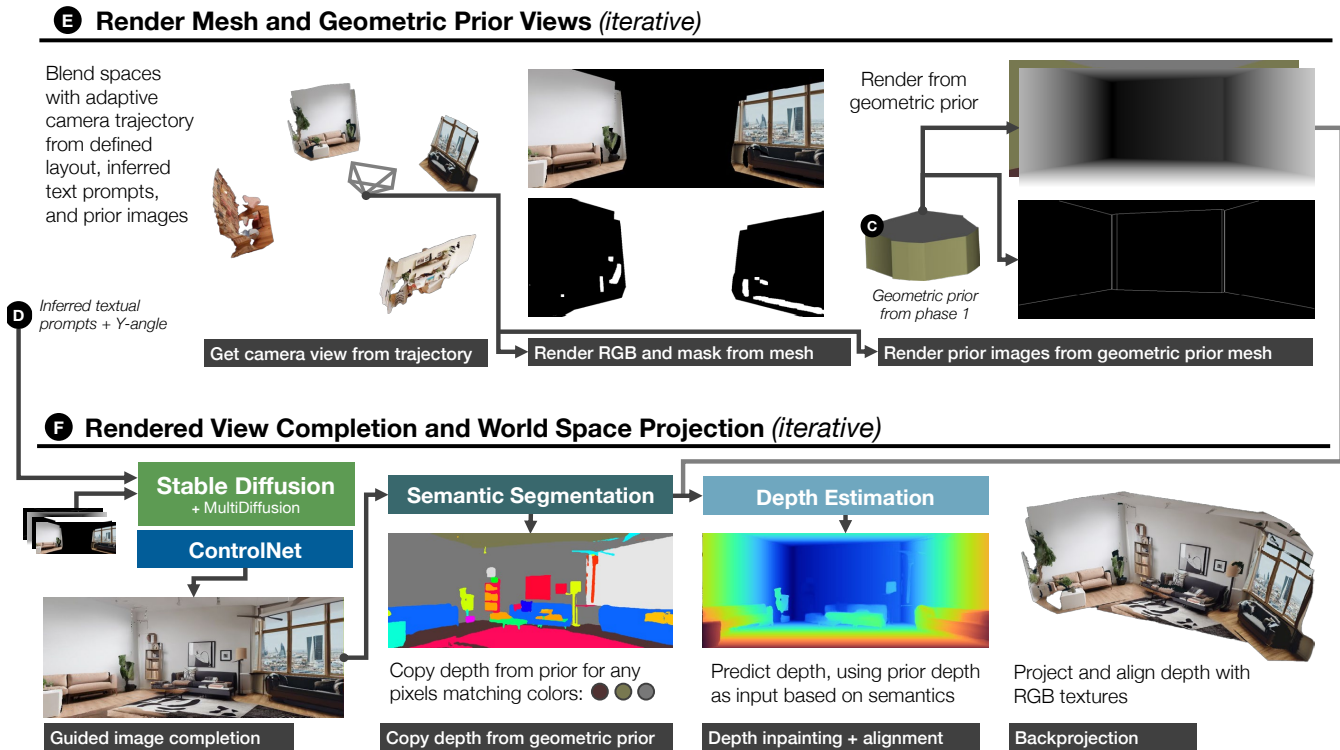 E Render Mesh and Geometric Prior Views (iterative)
Blend spaces
with adaptive
camera trajectory
from defined
layout, inferred
text prompts,
and prior images
Render from
geometric prior
C
Geometric prior
from phase 1
D
Inferred textual
prompts + Y-angle
Get camera view from trajectory
Render RGB and mask from mesh
Render prior images from geometric prior mesh
F Rendered View Completion and World Space Projection (iterative)
Stable Diffusion
+ MultiDiffusion
ControlNet
Semantic Segmentation
Depth Estimation
Copy depth from prior for any
pixels matching colors:
Predict depth, using prior depth
as input based on semantics
Project and align depth with
RGB textures
Guided image completion
Copy depth from geometric prior
Depth inpainting + alignment
Backprojection